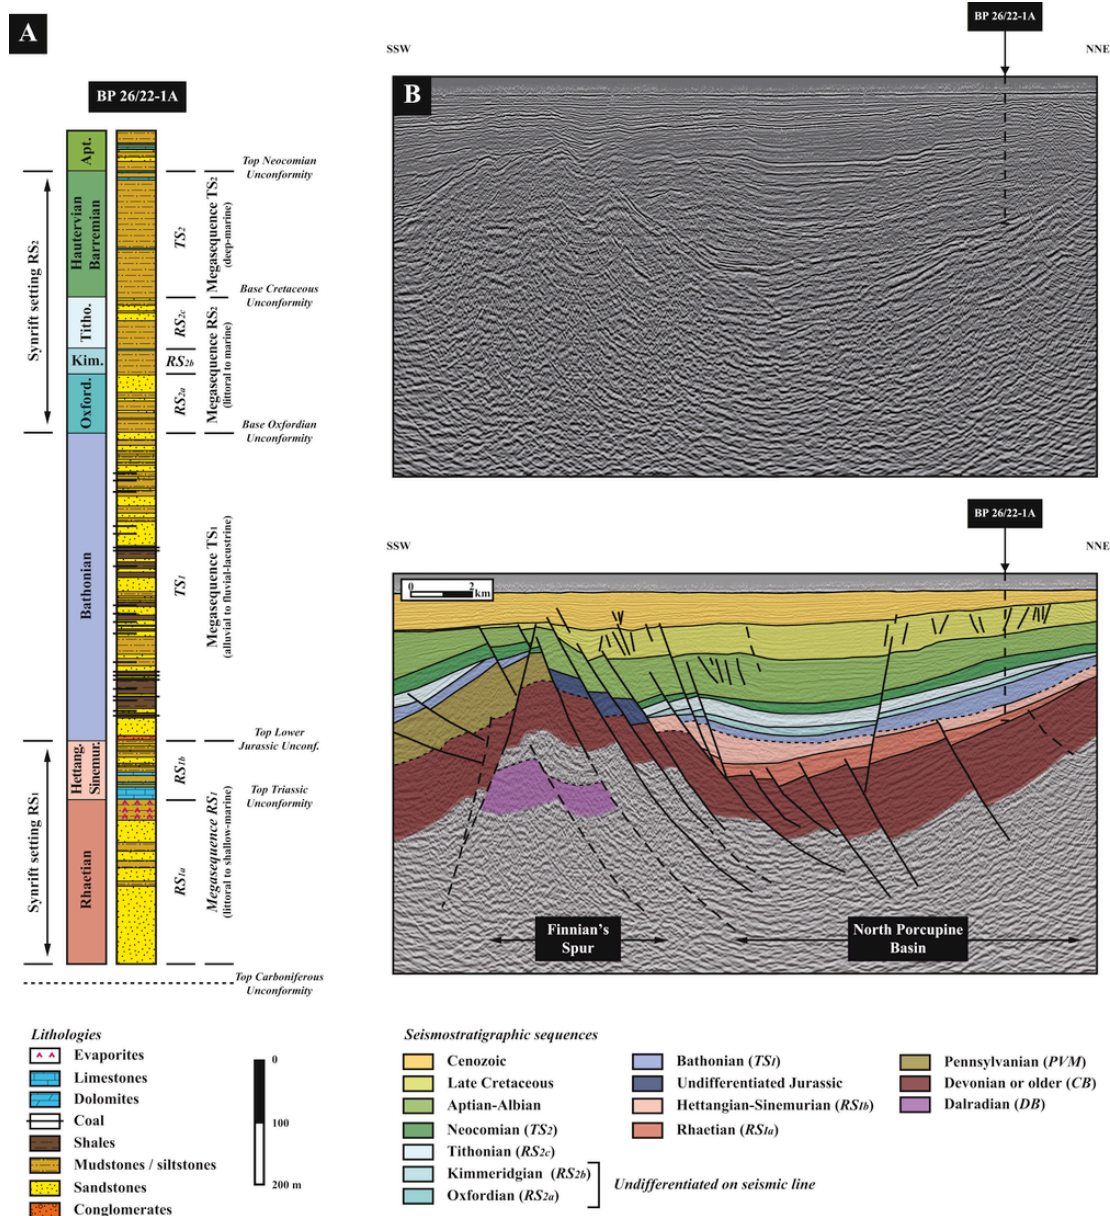 A
BP 26/22-1A
Apt.
Hautervian
Barremian
Titho.
Kim.
Oxford.
Bathonian
Hettang.
Sinemur.
Rhaetian
Synrift setting RS2
Synrift setting RS1
TS2
RS2c
RS2b
RS2a
TS1
RS1b
RS1a
Megasequence TS2
(deep-marine)
Megasequence RS2
(littoral to marine)
Megasequence TS1
(alluvial to fluvial-lacustrine)
Megasequence RS1
(littoral to shallow-marine)
Top Neocomian
Unconformity
Base Cretaceous
Unconformity
Base Oxfordian
Unconformity
Top Lower
Jurassic Unconf.
Top Triassic
Unconformity
Top Carboniferous
Unconformity
Lithologies
Evaporites
Limestones
Dolomites
Coal
Shales
Mudstones / siltstones
Sandstones
Conglomerates
0
100
200 m
BP 26/22-1A
SSW
NNE
B
BP 26/22-1A
SSW
NNE
0 2
km
Finnian's
Spur
North Porcupine
Basin
Seismostratigraphic sequences
Cenozoic
Late Cretaceous
Aptian-Albian
Neocomian (TS2)
Tithonian (RS2c)
Kimmeridgian (RS2b)
Oxfordian (RS2a)
Undifferentiated on seismic line
Bathonian (TS1)
Undifferentiated Jurassic
Hettangian-Sinemurian (RS1b)
Rhaetian (RS1a)
Pennsylvanian (PVM)
Devonian or older (CB)
Dalradian (DB)